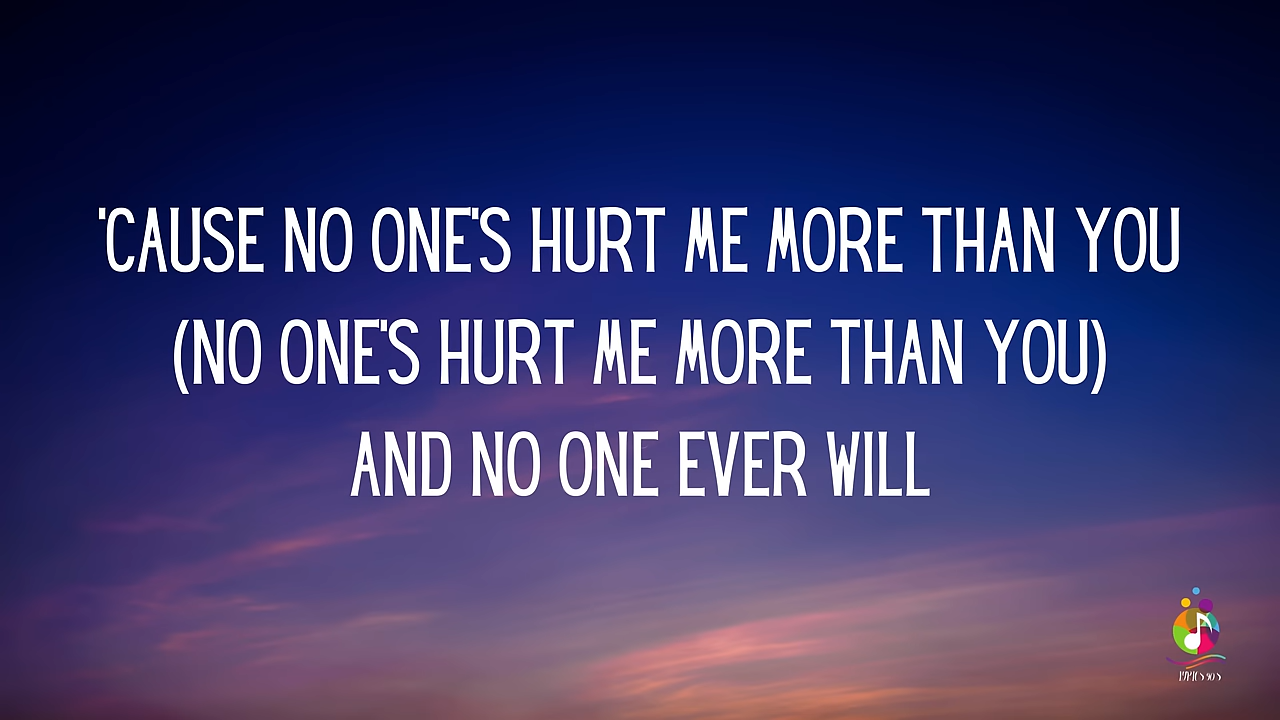 'CAUSE NO ONE'S HURT ME MORE THAN YOU
(NO ONE'S HURT ME MORE THAN YOU)
AND NO ONE EVER WILL